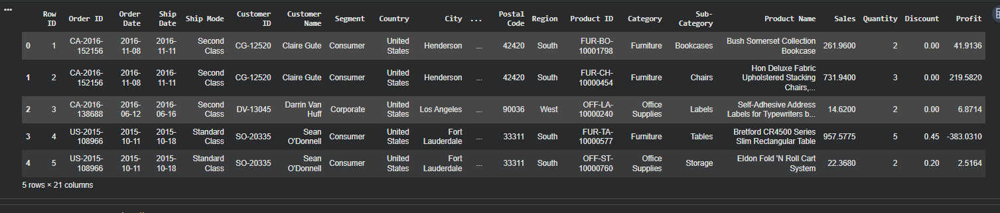 ...
Row ID Order ID Order Date Ship Date Ship Mode Customer ID Customer Name Segment Country City ... Postal Code Region Product ID Category Sub-Category Product Name Sales Quantity Discount Profit
0 1 CA-2016-152156 2016-11-08 2016-11-11 Second Class CG-12520 Claire Gute Consumer United States Henderson ... 42420 South FUR-BO-10001798 Furniture Bookcases Bush Somerset Collection Bookcase 261.9600 2 0.00 41.9136
1 2 CA-2016-152156 2016-11-08 2016-11-11 Second Class CG-12520 Claire Gute Consumer United States Henderson ... 42420 South FUR-CH-10000454 Furniture Chairs Hon Deluxe Fabric Upholstered Stacking Chairs,... 731.9400 3 0.00 219.5820
2 3 CA-2016-138688 2016-06-12 2016-06-16 Second Class DV-13045 Darrin Van Huff Corporate United States Los Angeles ... 90036 West OFF-LA-10000240 Office Supplies Labels Self-Adhesive Address Labels for Typewriters b... 14.6200 2 0.00 6.8714
3 4 US-2015-108966 2015-10-11 2015-10-18 Standard Class SO-20335 Sean O'Donnell Consumer United States Fort Lauderdale ... 33311 South FUR-TA-10000577 Furniture Tables Bretford CR4500 Series Slim Rectangular Table 957.5775 5 0.45 -383.0310
4 5 US-2015-108966 2015-10-11 2015-10-18 Standard Class SO-20335 Sean O'Donnell Consumer United States Fort Lauderdale ... 33311 South OFF-ST-10000760 Office Supplies Storage Eldon Fold 'N Roll Cart System 22.3680 2 0.20 2.5164
5 rows × 21 columns